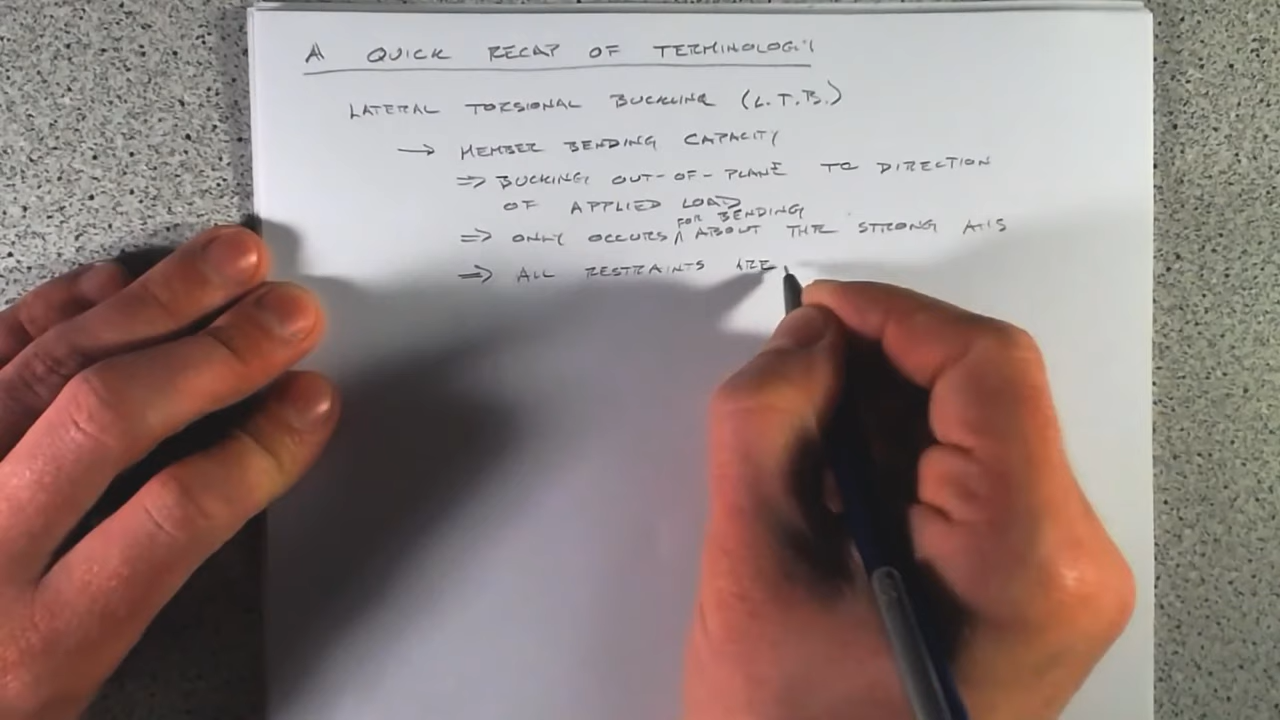 A QUICK RECAP OF TERMINOLOGY
LATERAL TORSIONAL BUCKLING (L.T.B.)
→ MEMBER BENDING CAPACITY
⇒ BUCKING OUT-OF-PLANE TO DIRECTION
OF APPLIED LOAD
FOR BENDING
⇒ ONLY OCCURS ∧ ABOUT THE STRONG AXIS
⇒ ALL RESTRAINTS ARE